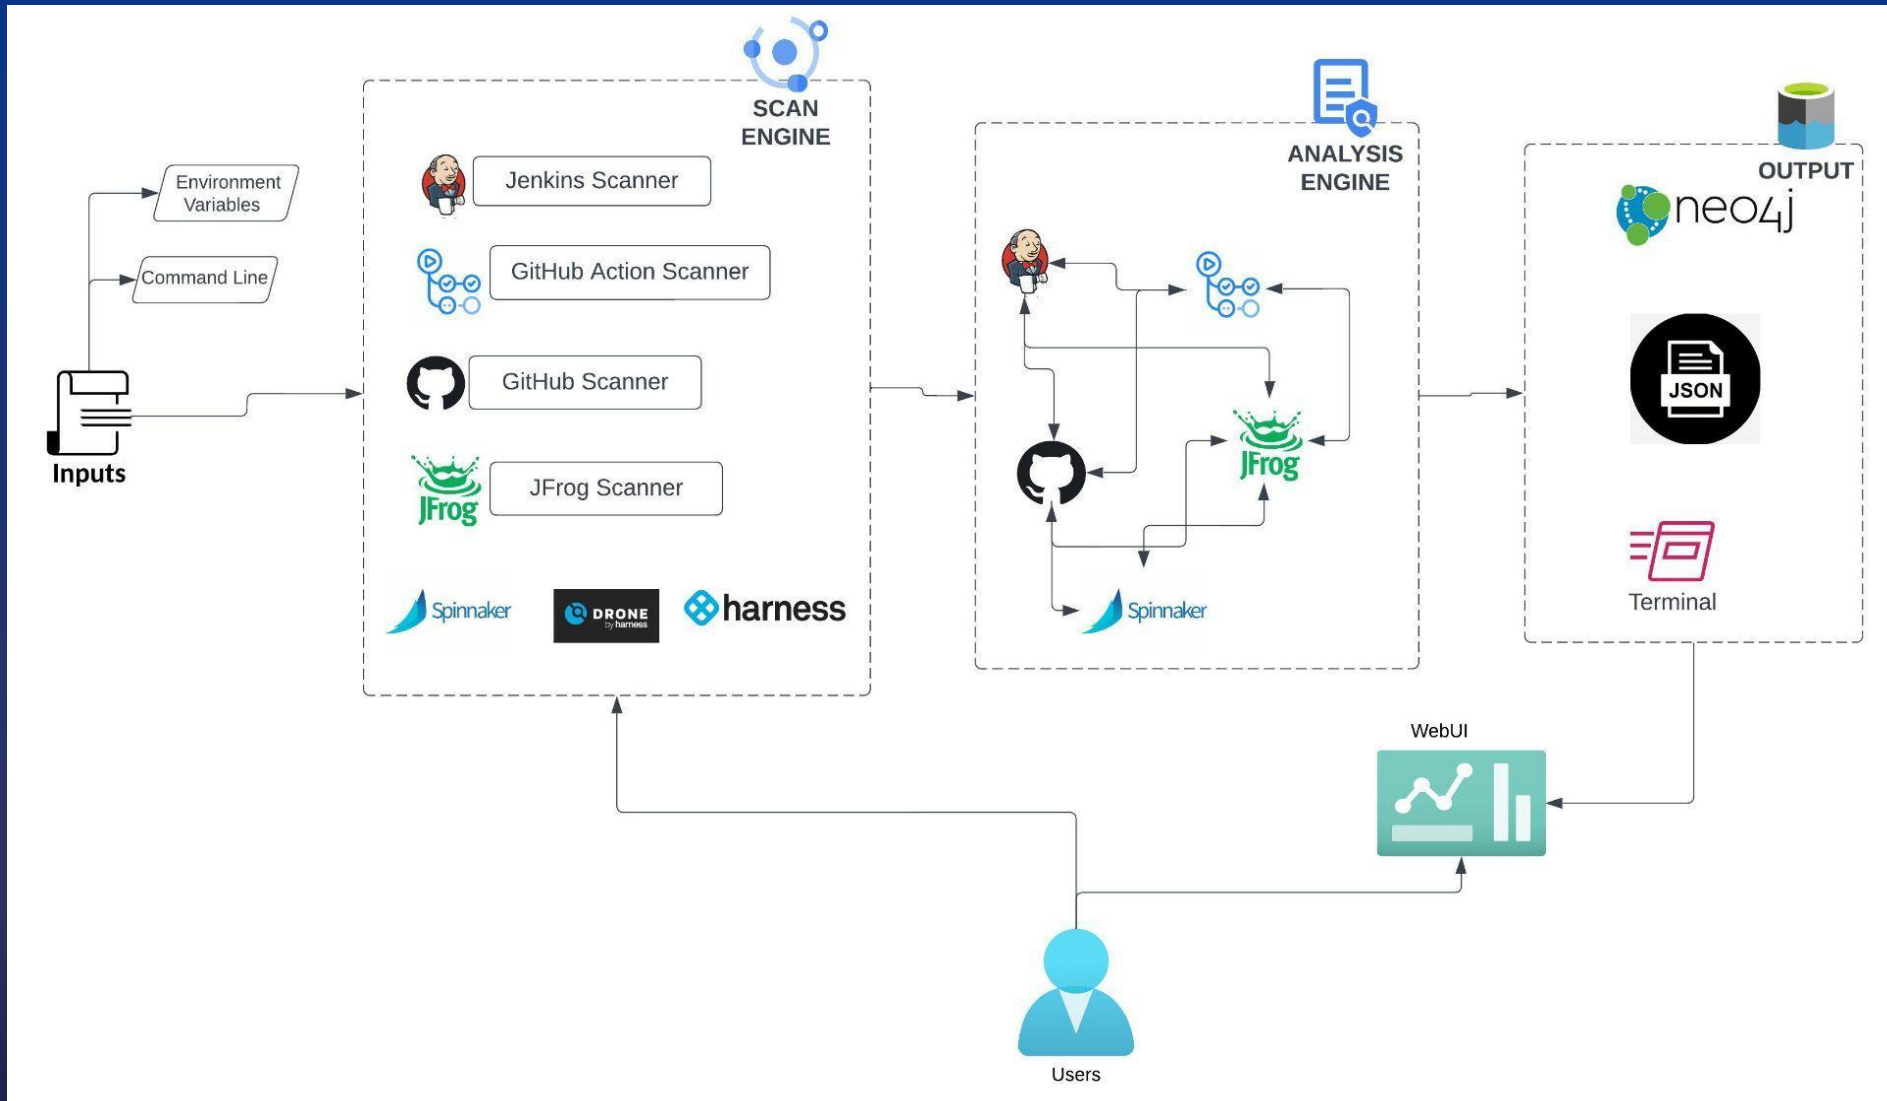 SCAN
ENGINE
Jenkins Scanner
GitHub Action Scanner
GitHub Scanner
JFrog
JFrog Scanner
Spinnaker
DRONE
by harness
harness
Environment
Variables
Command Line
Inputs
ANALYSIS
ENGINE
JFrog
Spinnaker
OUTPUT
neo4j
JSON
Terminal
WebUI
Users